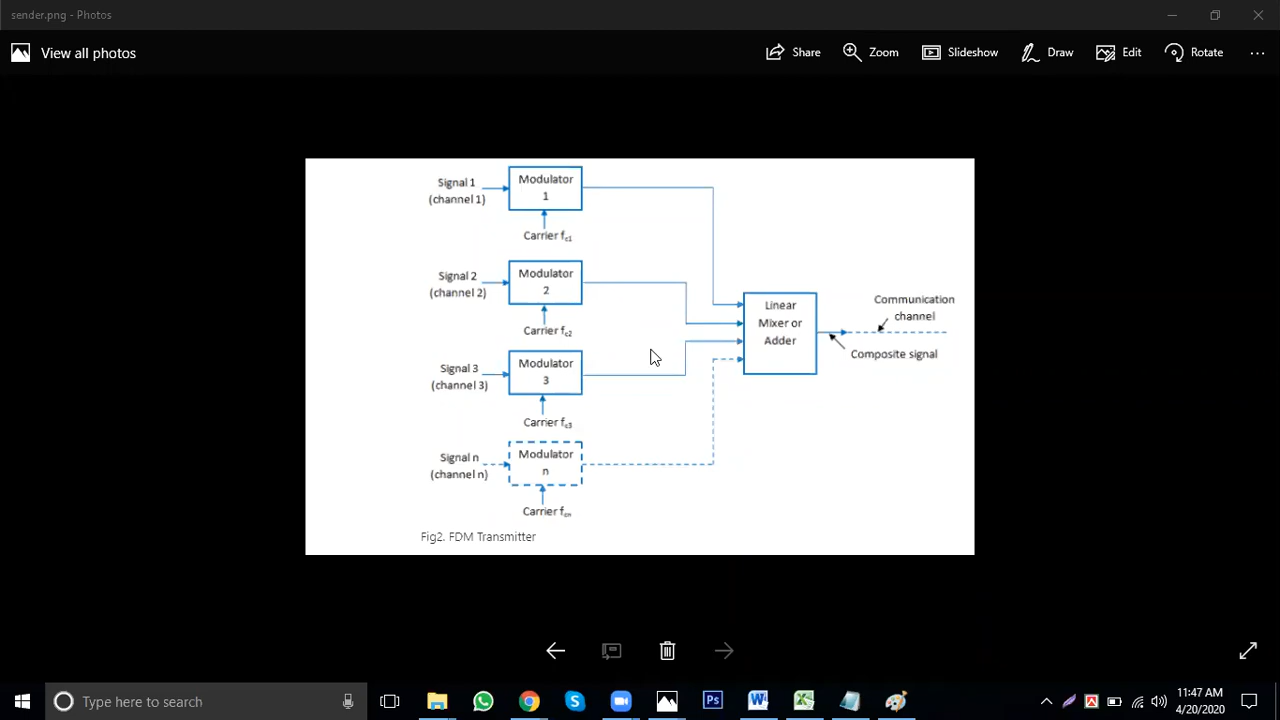 sender.png - Photos
View all photos
Share
Zoom
Slideshow
Draw
Edit
Rotate
Signal 1
(channel 1)
Modulator
1
Carrier fc1
Signal 2
(channel 2)
Modulator
2
Carrier fc2
Signal 3
(channel 3)
Modulator
3
Carrier fc3
Signal n
(channel n)
Modulator
n
Carrier fcn
Linear
Mixer or
Adder
Communication
channel
Composite signal
Fig2. FDM Transmitter
Type here to search
Ps
11:47 AM
4/20/2020